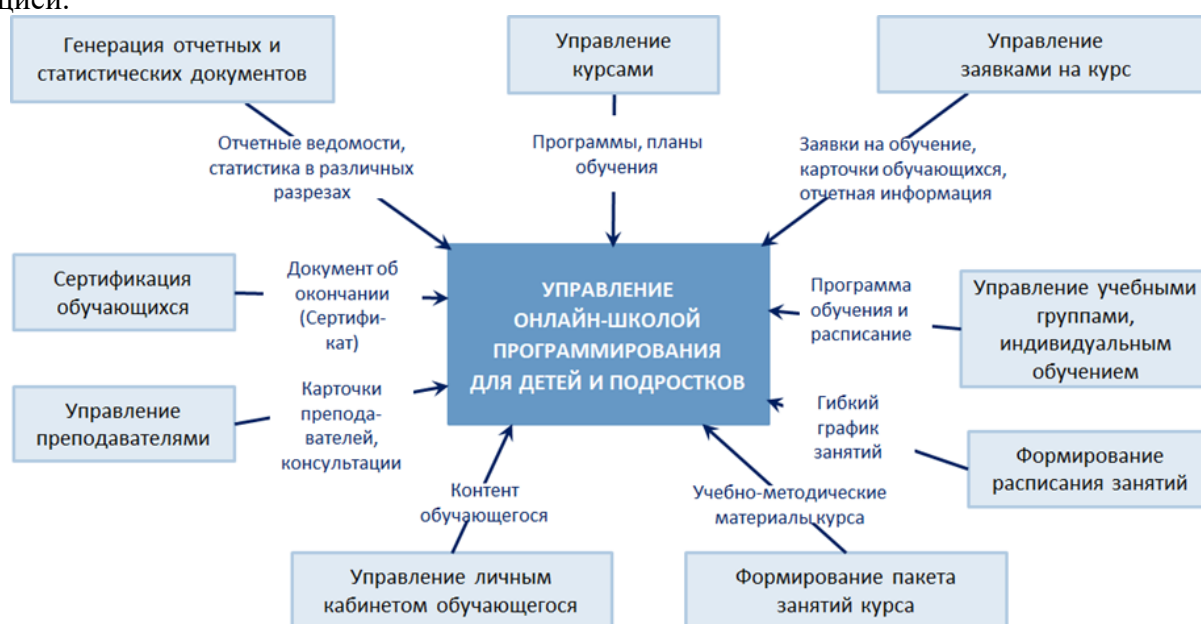 цией.
Генерация отчетных и
статистических документов
Управление
курсами
Управление
заявками на курс
Отчетные ведомости,
статистика в различных
разрезах
Программы, планы
обучения
Заявки на обучение,
карточки обучающихся,
отчетная информация
Сертификация
обучающихся
Документ об
окончании
(Сертифи-
кат)
УПРАВЛЕНИЕ
ОНЛАЙН-ШКОЛОЙ
ПРОГРАММИРОВАНИЯ
ДЛЯ ДЕТЕЙ И ПОДРОСТКОВ
Программа
обучения и
расписание
Управление учебными
группами,
индивидуальным
обучением
Управление
преподавателями
Карточки
препода-
вателей,
консультации
Гибкий
график
занятий
Формирование
расписания занятий
Контент
обучающегося
Учебно-методические
материалы курса
Управление личным
кабинетом обучающегося
Формирование пакета
занятий курса